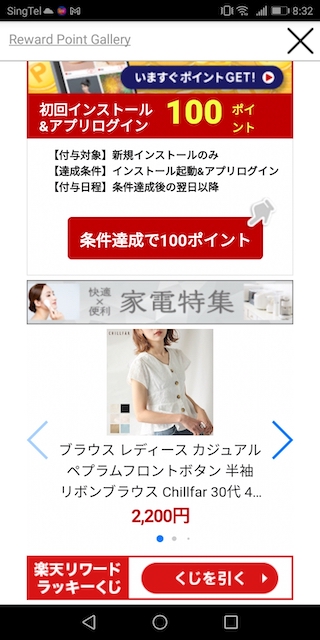 SingTel
8:32
Reward Point Gallery
いますぐポイントGET!
初回インストール
&アプリログイン
100 ポイント
【付与対象】新規インストールのみ
【達成条件】インストール起動&アプリログイン
【付与日程】条件達成後の翌日以降
条件達成で100ポイント
快適×便利
家電特集
CHILLFAR
ブラウス レディース カジュアル
ペプラムフロントボタン 半袖
リボンブラウス Chillfar 30代 4...
2,200円
楽天リワード
ラッキーくじ
くじを引く